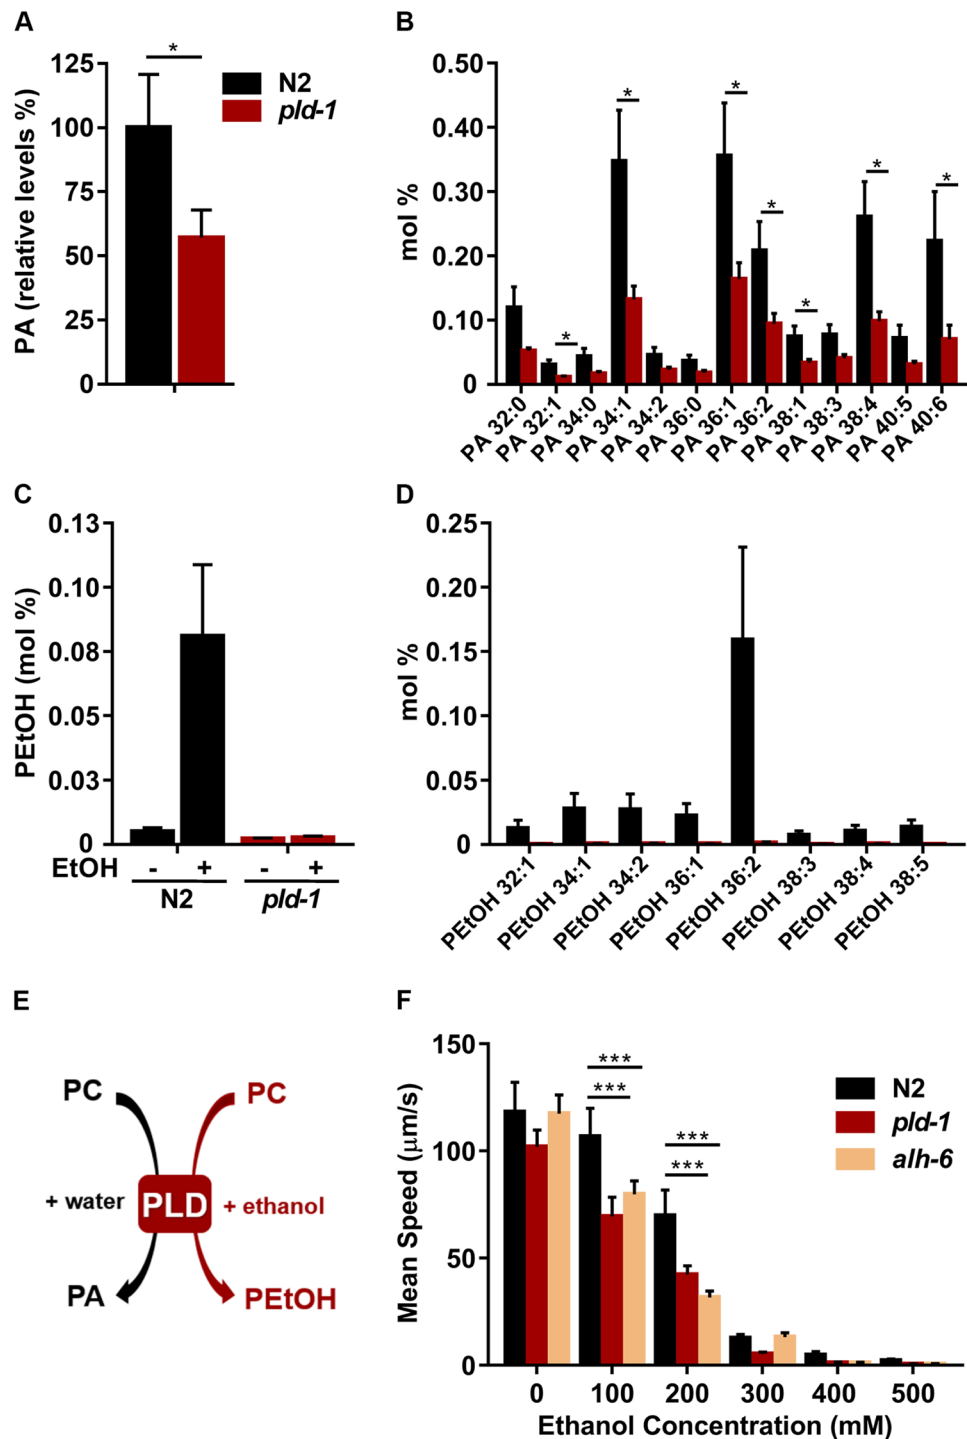 A
PA (relative levels %)
125
100
75
50
25
0
*
N2
pld-1
B
mol %
0.50
0.40
0.30
0.20
0.10
0
* * * * * * *
PA 32:0
PA 32:1
PA 34:0
PA 34:1
PA 34:2
PA 36:0
PA 36:1
PA 36:2
PA 38:1
PA 38:3
PA 38:4
PA 40:5
PA 40:6
C
PEtOH (mol %)
0.13
0.10
0.08
0.05
0.03
0
EtOH - + - +
N2 pld-1
D
mol %
0.25
0.20
0.15
0.10
0.05
0
PEtOH 32:1
PEtOH 34:1
PEtOH 34:2
PEtOH 36:1
PEtOH 36:2
PEtOH 38:3
PEtOH 38:4
PEtOH 38:5
E
PC PC
+ water PLD + ethanol
PA PEtOH
F
Mean Speed (μm/s)
150
100
50
0
***
***
***
***
N2
pld-1
alh-6
0 100 200 300 400 500
Ethanol Concentration (mM)